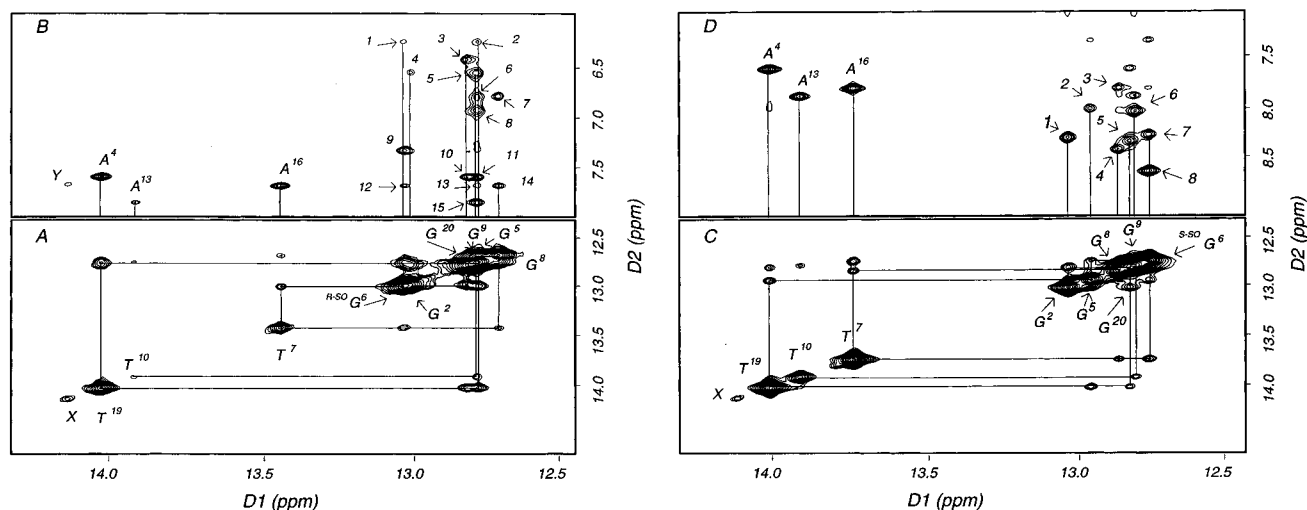 B
1
3
4
2
5
6
7
8
9
10
11
12
13
14
15
A⁴
A¹³
A¹⁶
Y
6.5
7.0
7.5
D2 (ppm)
A
G²⁰
G⁹
G⁵
G⁸
R-SO G⁶
G²
T⁷
T¹⁰
X
T¹⁹
12.5
13.0
13.5
14.0
D2 (ppm)
14.0
13.5
13.0
12.5
D1 (ppm)
D
A⁴
A¹³
A¹⁶
1
2
3
4
5
6
7
8
7.5
8.0
8.5
D2 (ppm)
C
G⁸
G⁹
S-SO G⁶
G²
G⁵
G²⁰
T⁷
T¹⁰
T¹⁹
X
12.5
13.0
13.5
14.0
D2 (ppm)
14.0
13.5
13.0
12.5
D1 (ppm)